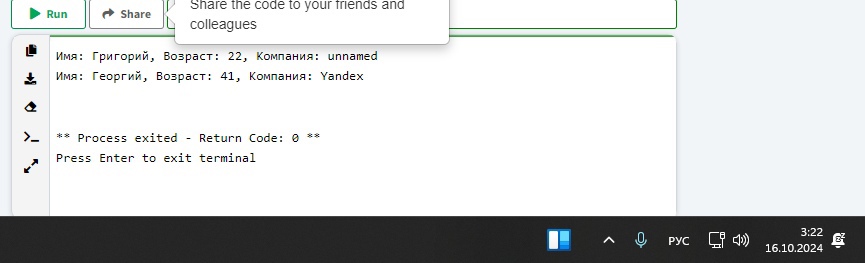 Run
Share
Share the code to your friends and
colleagues
Имя: Григорий, Возраст: 22, Компания: unnamed
Имя: Георгий, Возраст: 41, Компания: Yandex
** Process exited - Return Code: 0 **
Press Enter to exit terminal
РУС
3:22
16.10.2024